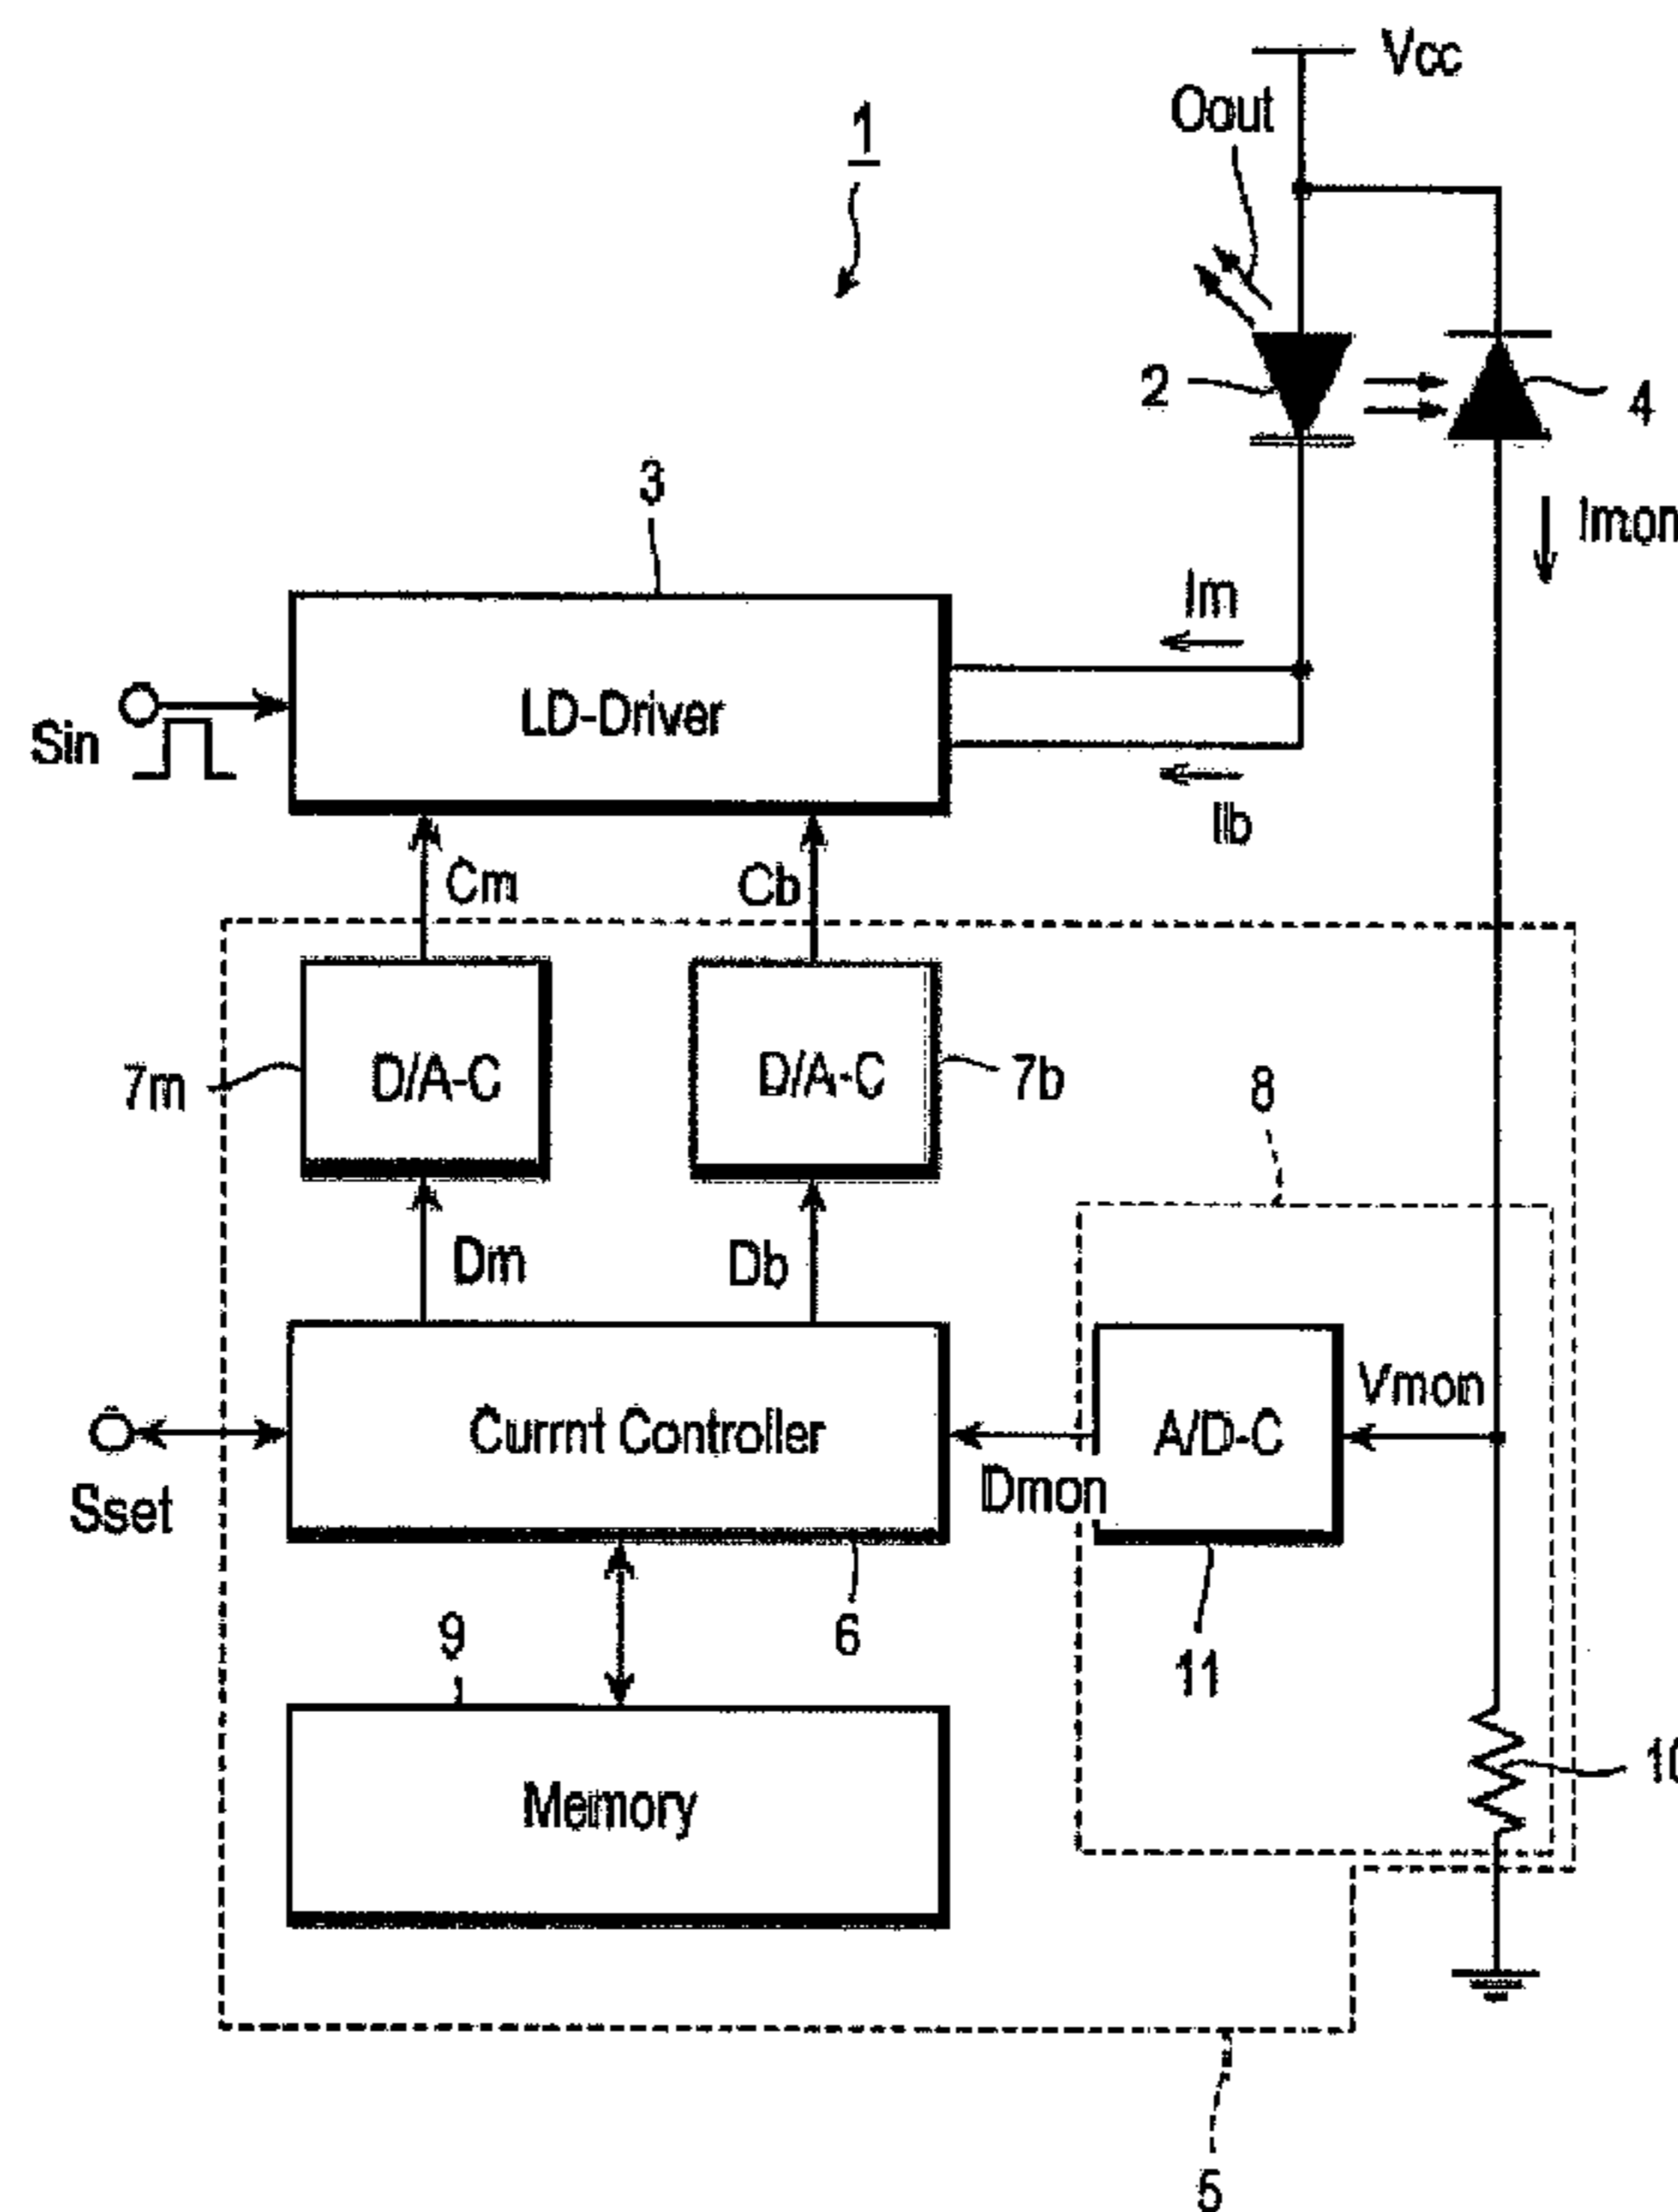 Vcc
Oout
1
2
4
3
Imon
Im
LD-Driver
Sin
Ib
Cm
Cb
7m
D/A-C
D/A-C
7b
8
Dm
Db
Vmon
Currnt Controller
A/D-C
Dmon
Sset
9
6
11
10
Memory
5